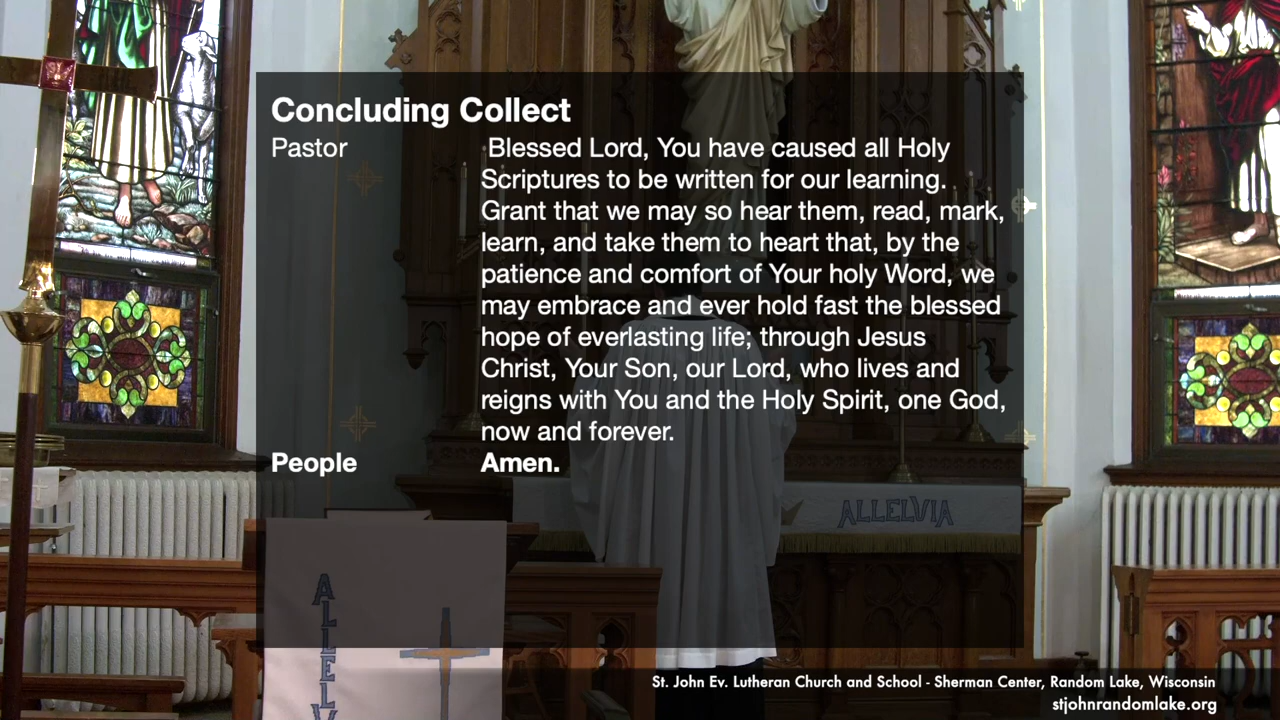 Concluding Collect
Pastor Blessed Lord, You have caused all Holy
Scriptures to be written for our learning.
Grant that we may so hear them, read, mark,
learn, and take them to heart that, by the
patience and comfort of Your holy Word, we
may embrace and ever hold fast the blessed
hope of everlasting life; through Jesus
Christ, Your Son, our Lord, who lives and
reigns with You and the Holy Spirit, one God,
now and forever.
People Amen.
ALLELVIA
ALLELV
St. John Ev. Lutheran Church and School - Sherman Center, Random Lake, Wisconsin
stjohnrandomlake.org